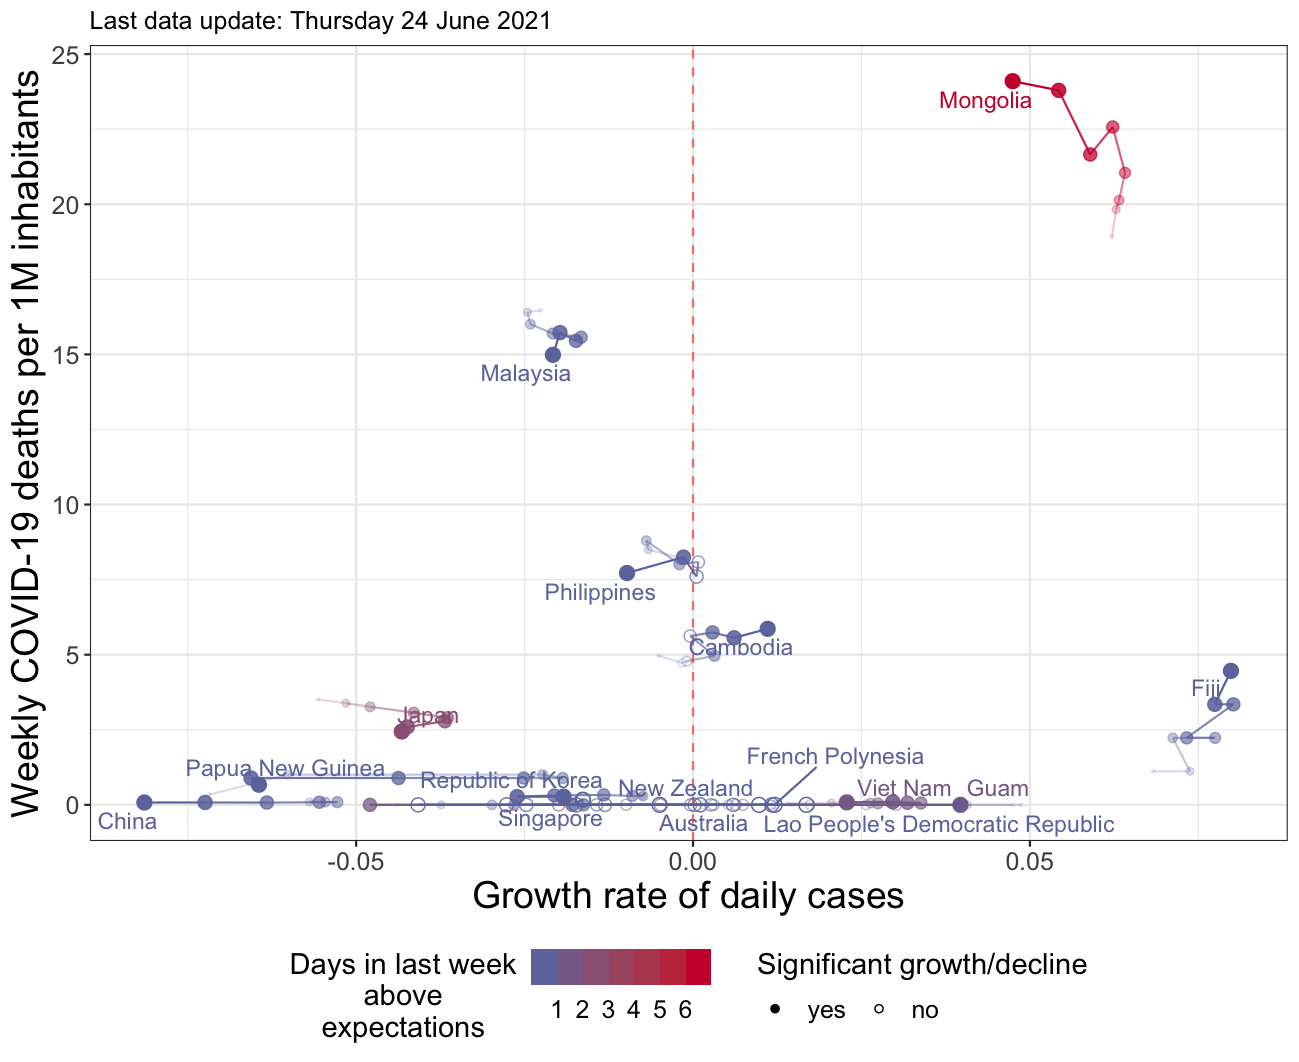 Last data update: Thursday 24 June 2021
Weekly COVID-19 deaths per 1M inhabitants
25
20
15
10
5
0
Mongolia
Malaysia
Philippines
Cambodia
Fiji
Japan
French Polynesia
Papua New Guinea
Republic of Korea
New Zealand
Viet Nam
Guam
China
Singapore
Australia
Lao People's Democratic Republic
-0.05
0.00
0.05
Growth rate of daily cases
Days in last week
above
expectations
1 2 3 4 5 6
Significant growth/decline
yes
no